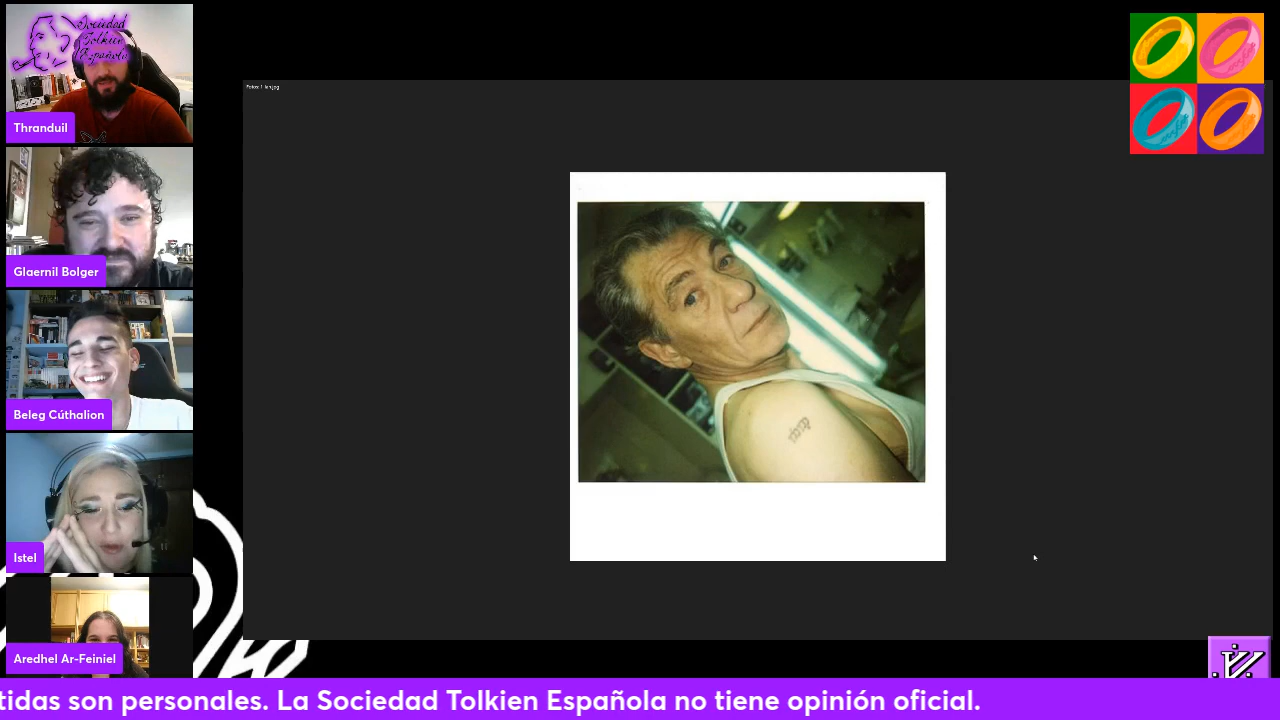 Sociedad
Tolkien
Española
Thranduil
Glaernil Bolger
Beleg Cúthalion
Istel
Aredhel Ar-Feiniel
tidas son personales. La Sociedad Tolkien Española no tiene opinión oficial.